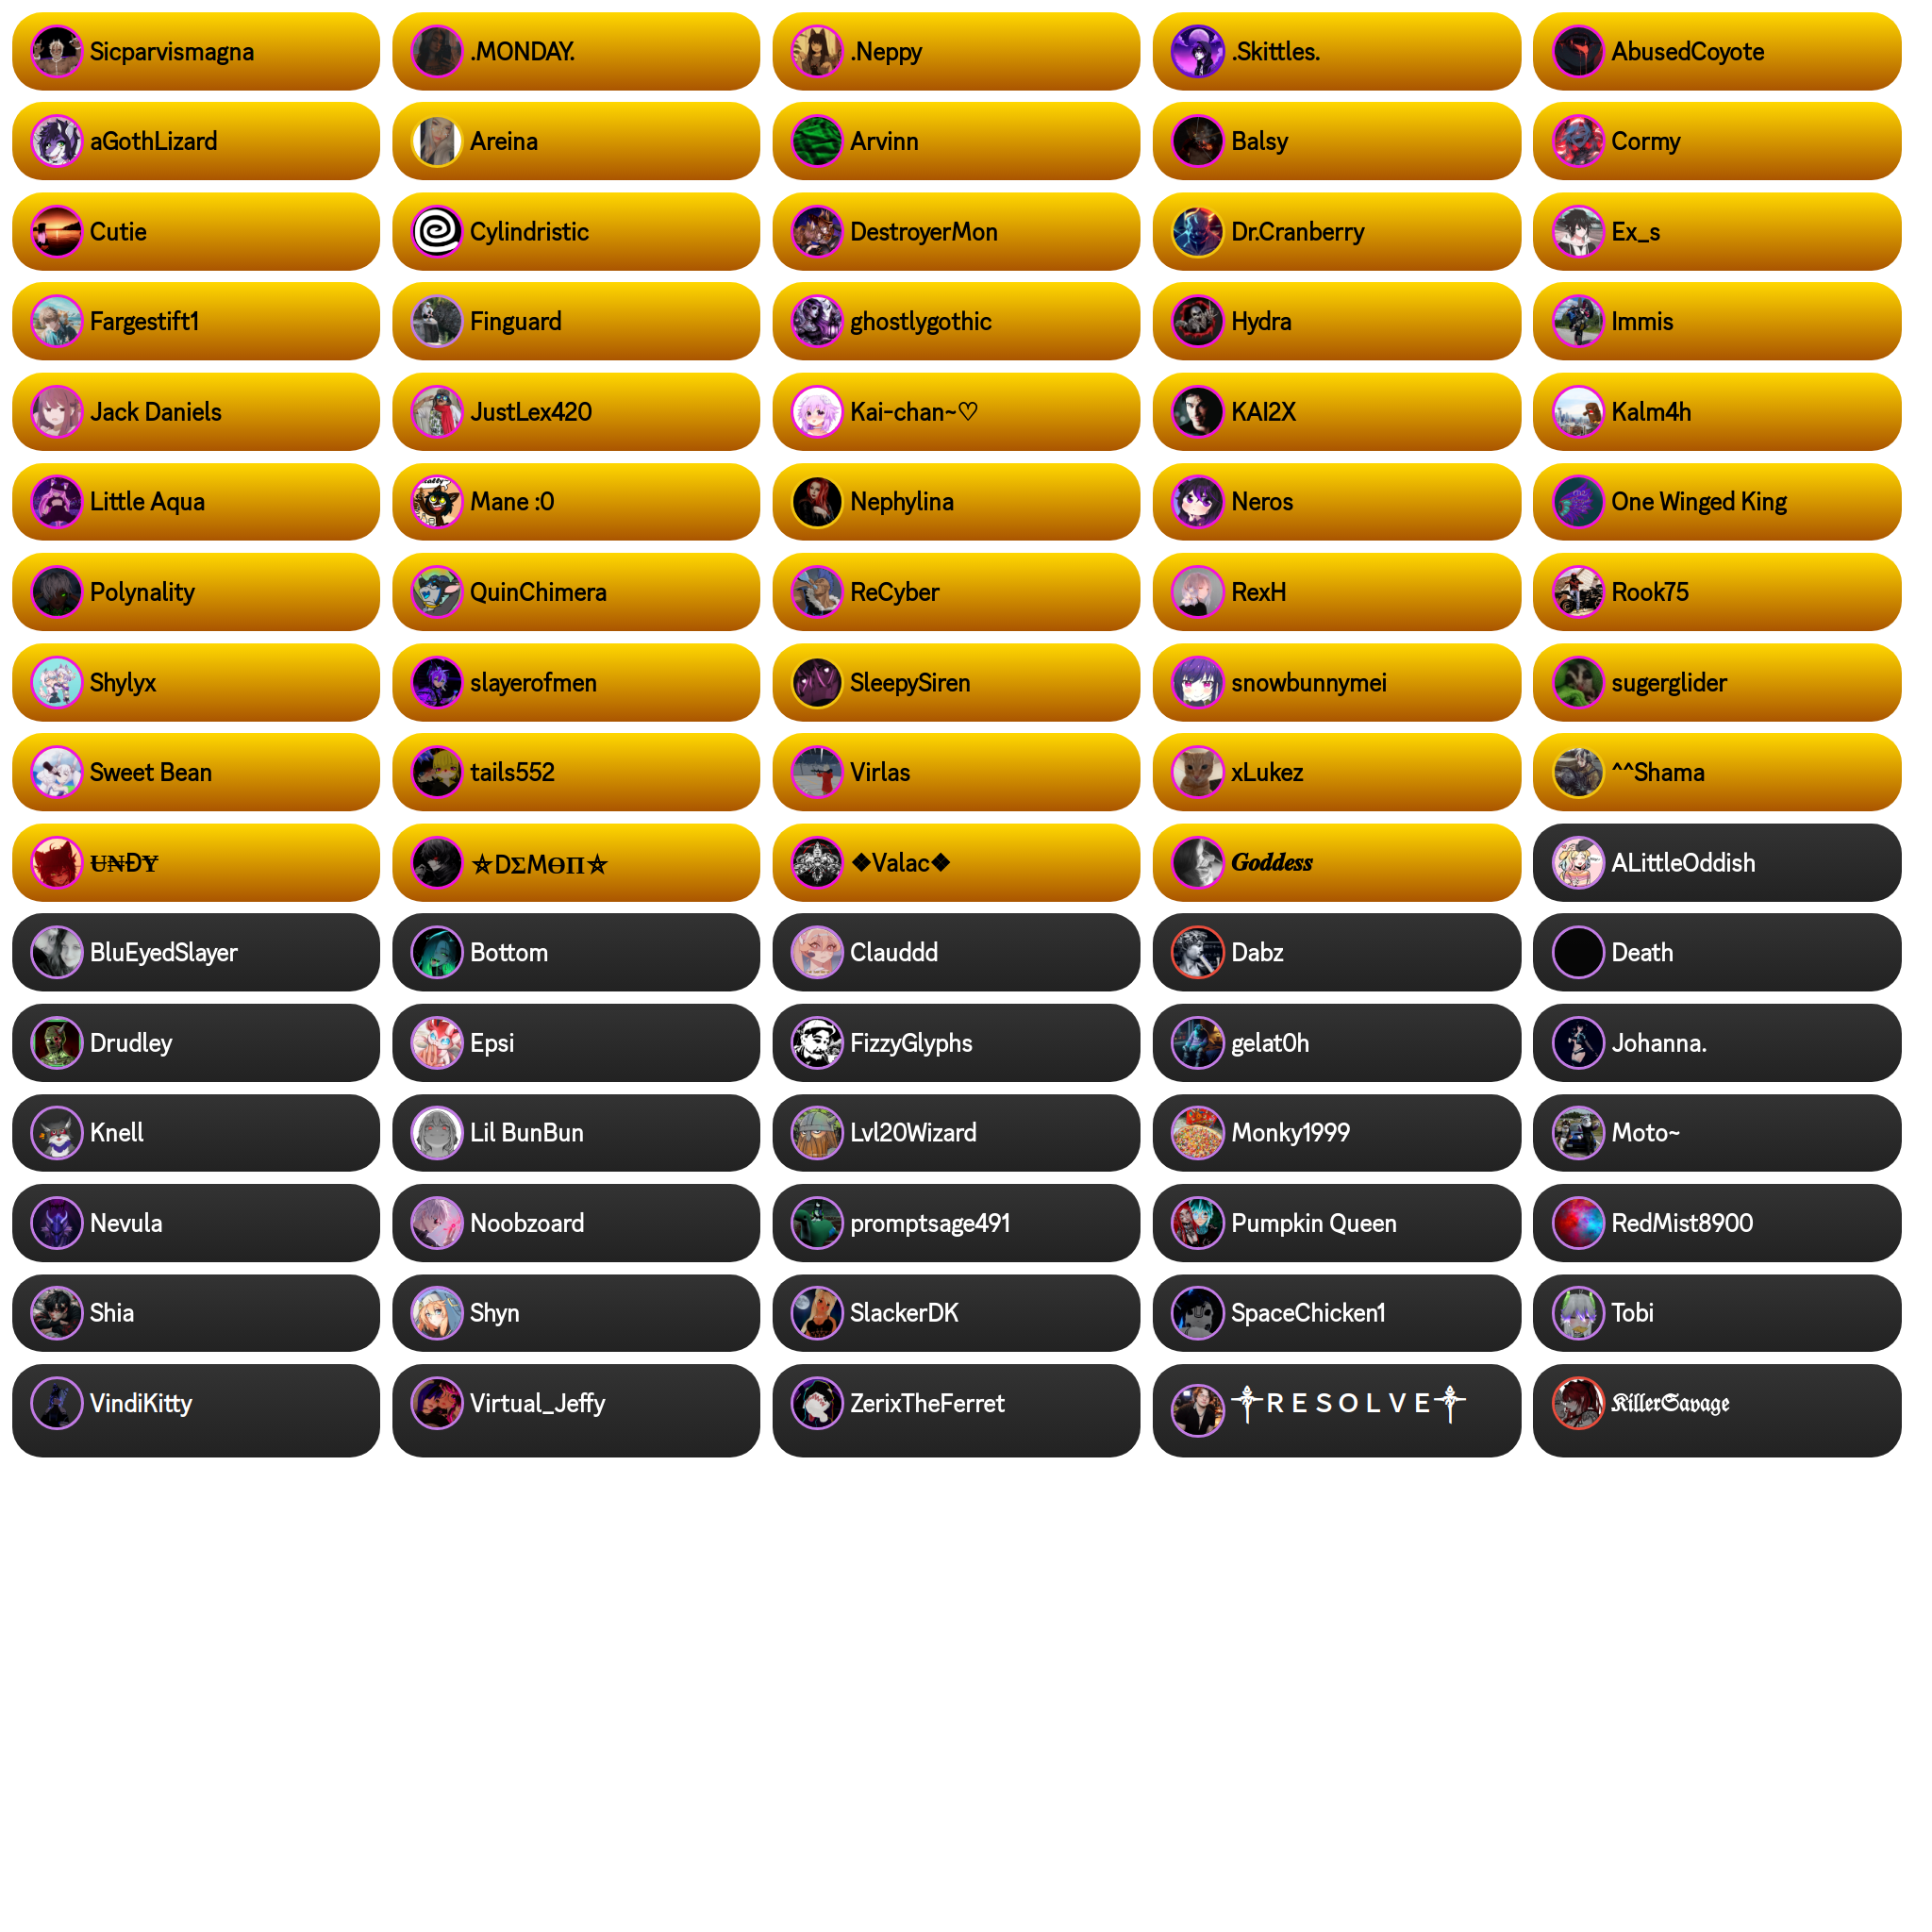 Sicparvismagna
.MONDAY.
.Neppy
.Skittles.
AbusedCoyote
aGothLizard
Areina
Arvinn
Balsy
Cormy
Cutie
Cylindristic
DestroyerMon
Dr.Cranberry
Ex_s
Fargestift1
Finguard
ghostlygothic
Hydra
Immis
Jack Daniels
JustLex420
Kai-chan~♡
KAI2X
Kalm4h
Little Aqua
Mane :0
Nephylina
Neros
One Winged King
Polynality
QuinChimera
ReCyber
RexH
Rook75
Shylyx
slayerofmen
SleepySiren
snowbunnymei
sugerglider
Sweet Bean
tails552
Virlas
xLukez
^^Shama
Ʉ₦ĐɎ
⛤DΣMӨΠ⛤
❖Valac❖
𝑮𝒐𝒅𝒅𝒆𝒔𝒔
ALittleOddish
BluEyedSlayer
Bottom
Clauddd
Dabz
Death
Drudley
Epsi
FizzyGlyphs
gelat0h
Johanna.
Knell
Lil BunBun
Lvl20Wizard
Monky1999
Moto~
Nevula
Noobzoard
promptsage491
Pumpkin Queen
RedMist8900
Shia
Shyn
SlackerDK
SpaceChicken1
Tobi
VindiKitty
Virtual_Jeffy
ZerixTheFerret
⸸ＲＥＳＯＬＶＥ⸸
𝕶𝖎𝖑𝖑𝖊𝖗𝕾𝖆𝖛𝖆𝖌𝖊